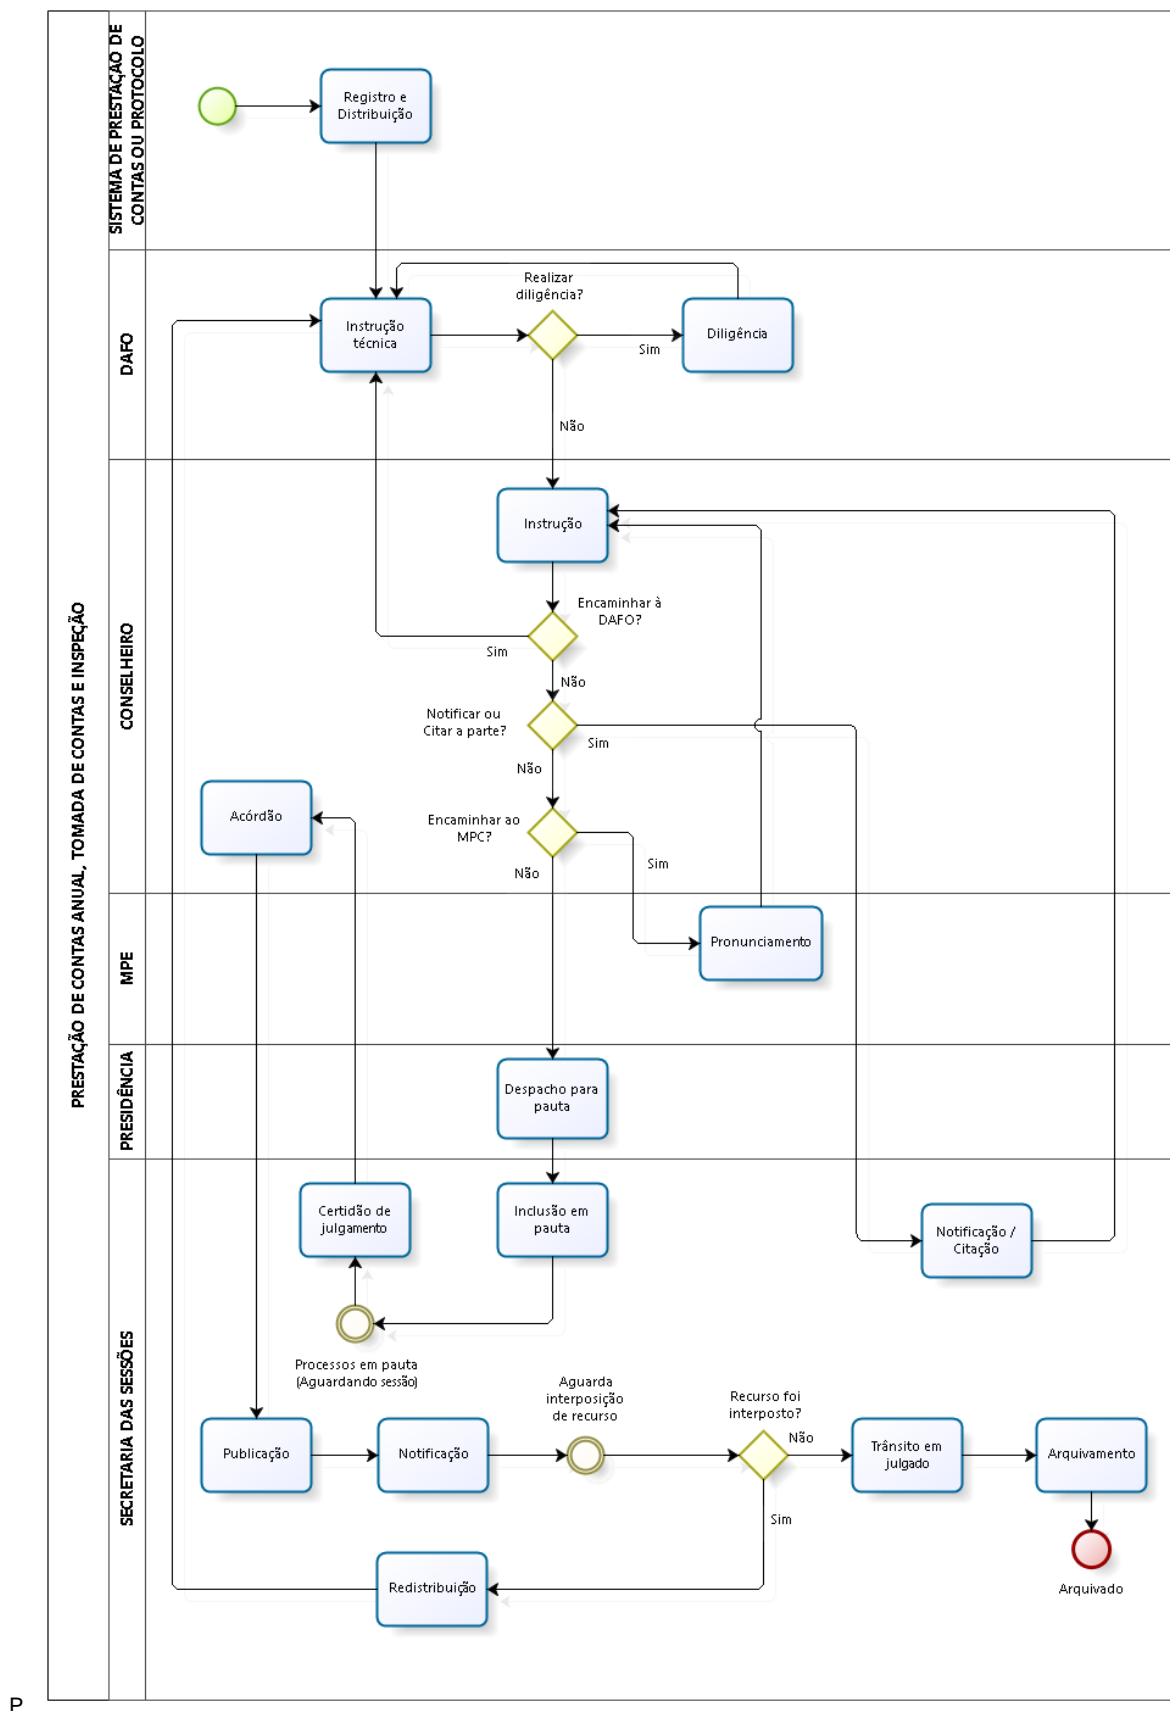 PRESTAÇÃO DE CONTAS ANUAL, TOMADA DE CONTAS E INSPEÇÃO
SISTEMA DE PRESTAÇÃO DE
CONTAS OU PROTOCOLO
Registro e
Distribuição
DAFO
Realizar
diligência?
Instrução
técnica
Sim
Diligência
Não
CONSELHEIRO
Instrução
Encaminhar à
DAFO?
Sim
Não
Notificar ou
Citar a parte?
Sim
Não
Acórdão
Encaminhar ao
MPC?
Sim
Não
MPE
Pronunciamento
PRESIDÊNCIA
Despacho para
pauta
SECRETARIA DAS SESSÕES
Certidão de
julgamento
Inclusão em
pauta
Notificação /
Citação
Processos em pauta
(Aguardando sessão)
Aguarda
interposição
de recurso
Recurso foi
interposto?
Não
Publicação
Notificação
Trânsito em
julgado
Arquivamento
Sim
Redistribuição
Arquivado
P